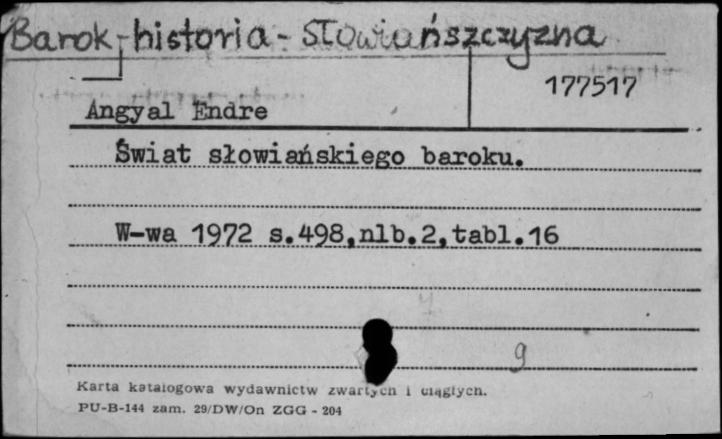 Barok-historia - Słowiańszczyzna
177517
Angyal Endre
Świat słowiańskiego baroku.
W-wa 1972 s.498,nlb.2,tabl.16
9
Karta katalogowa wydawnictw zwartych i ciągłych.
PU-B-144 zam. 29/DW/On ZGG - 204